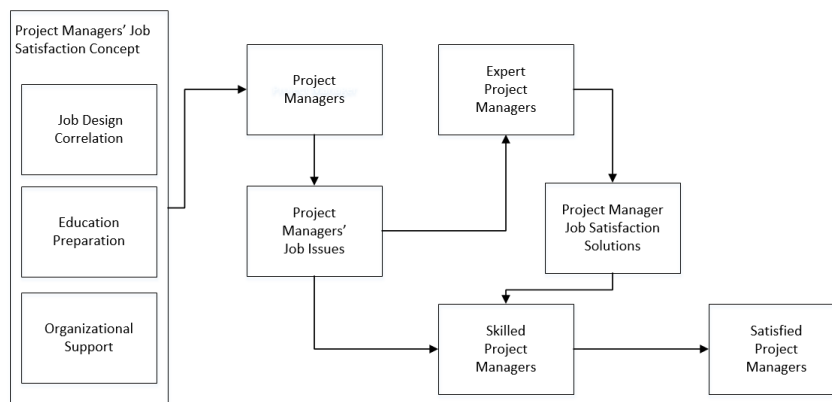 Project Managers’ Job
Satisfaction Concept
Job Design
Correlation
Education
Preparation
Organizational
Support
Project
Managers
Project
Managers’
Job Issues
Expert
Project
Managers
Project Manager
Job Satisfaction
Solutions
Skilled
Project
Managers
Satisfied
Project
Managers